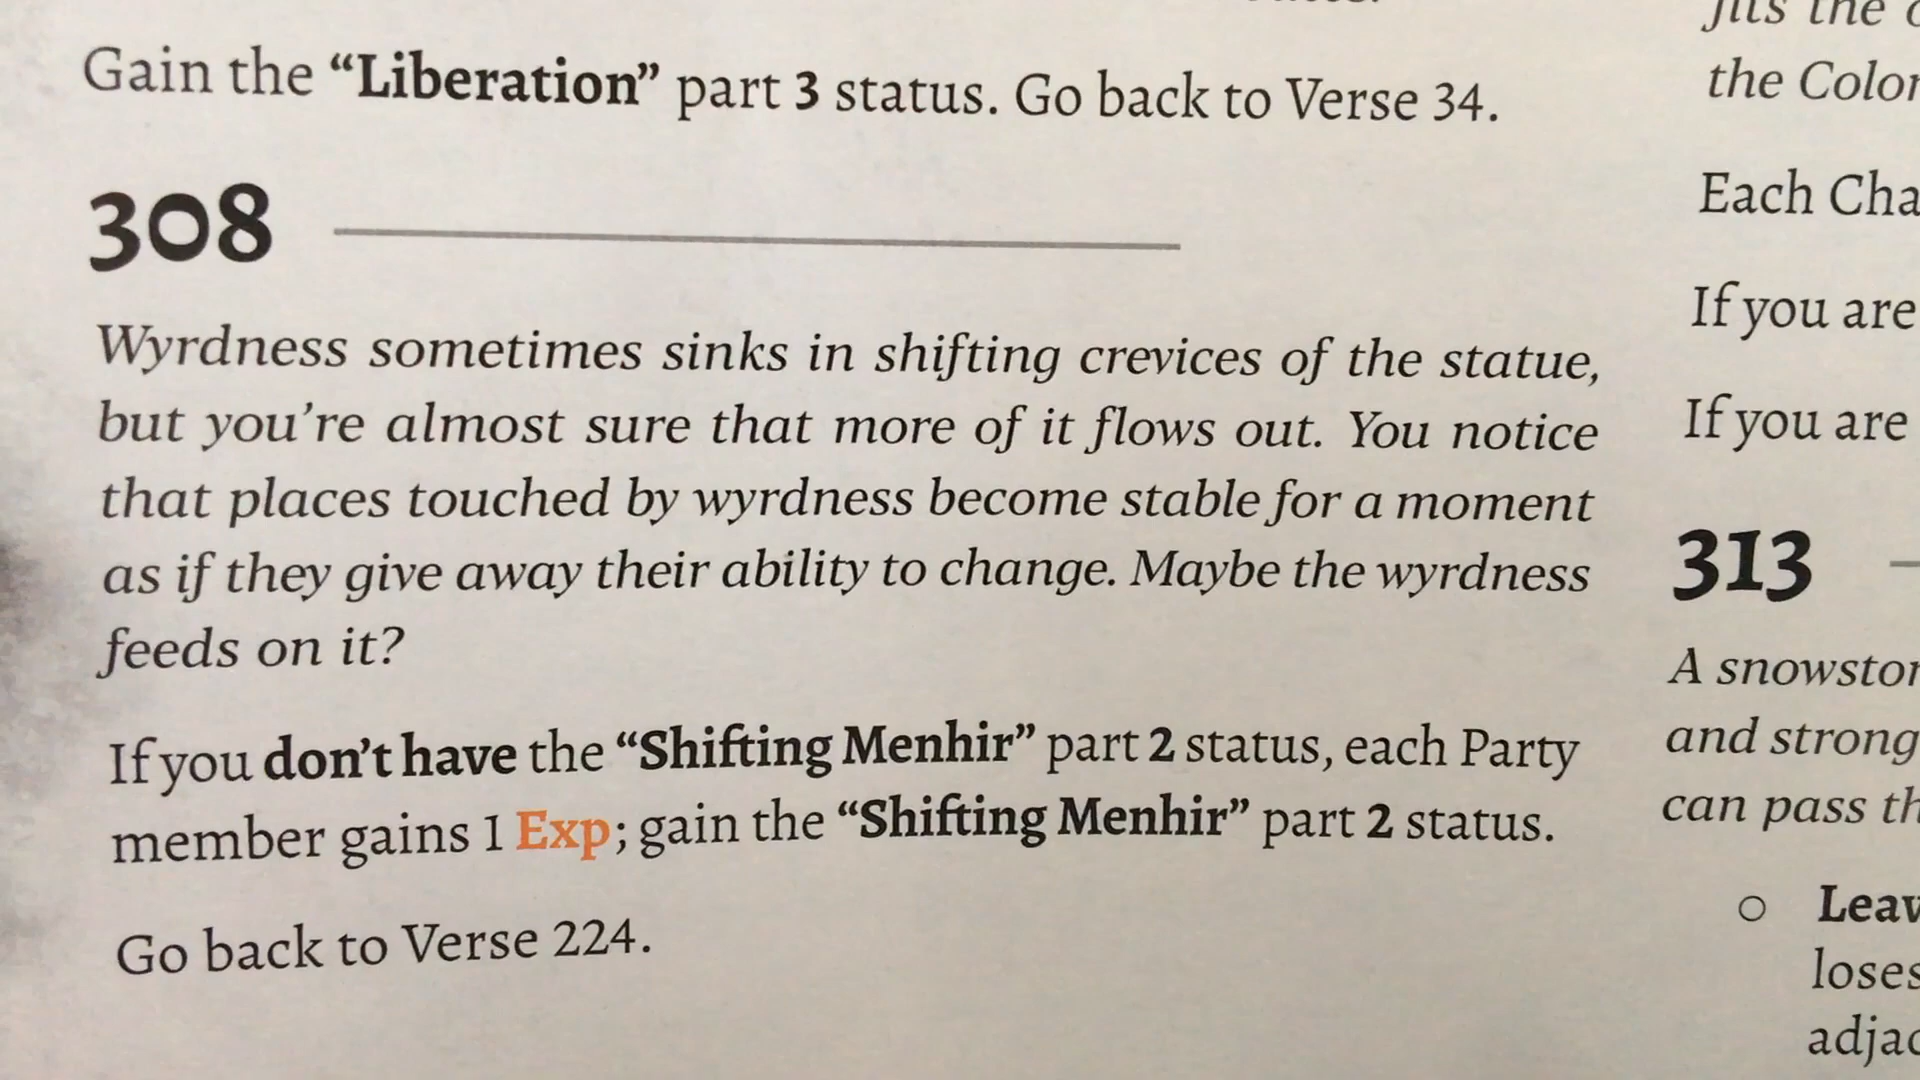 Gain the “Liberation” part 3 status. Go back to Verse 34.
308
Wyrdness sometimes sinks in shifting crevices of the statue,
but you're almost sure that more of it flows out. You notice
that places touched by wyrdness become stable for a moment
as if they give away their ability to change. Maybe the wyrdness
feeds on it?
If you don't have the “Shifting Menhir” part 2 status, each Party
member gains 1 Exp; gain the “Shifting Menhir” part 2 status.
Go back to Verse 224.
the
the
Each
If you are
If you are
313
A
and strong
can pass
loses